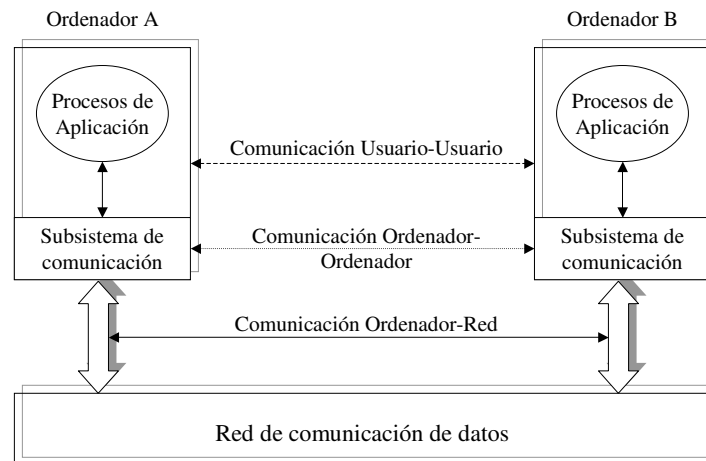 Ordenador A
Ordenador B
Procesos de
Aplicación
Procesos de
Aplicación
Comunicación Usuario-Usuario
Subsistema de
comunicación
Comunicación Ordenador-
Ordenador
Subsistema de
comunicación
Comunicación Ordenador-Red
Red de comunicación de datos